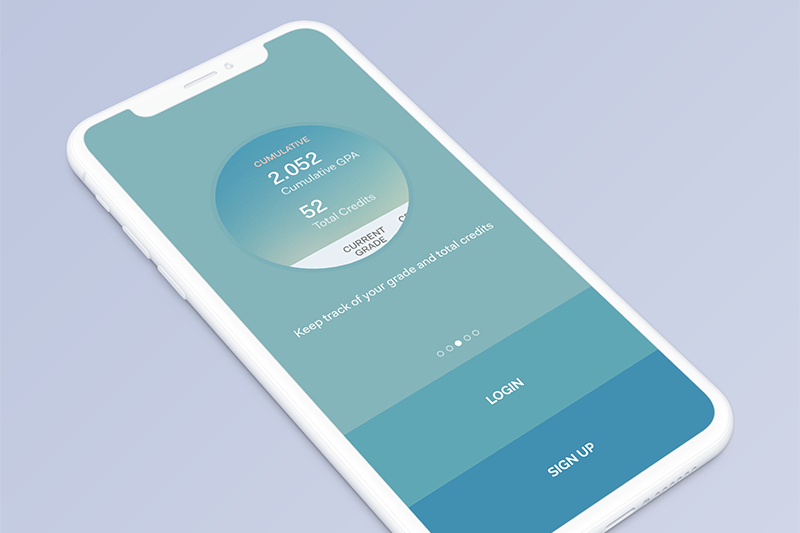 CUMULATIVE
2.052
Cumulative GPA
52
Total Credits
CURRENT
GRADE
Keep track of your grade and total credits
LOGIN
SIGN UP